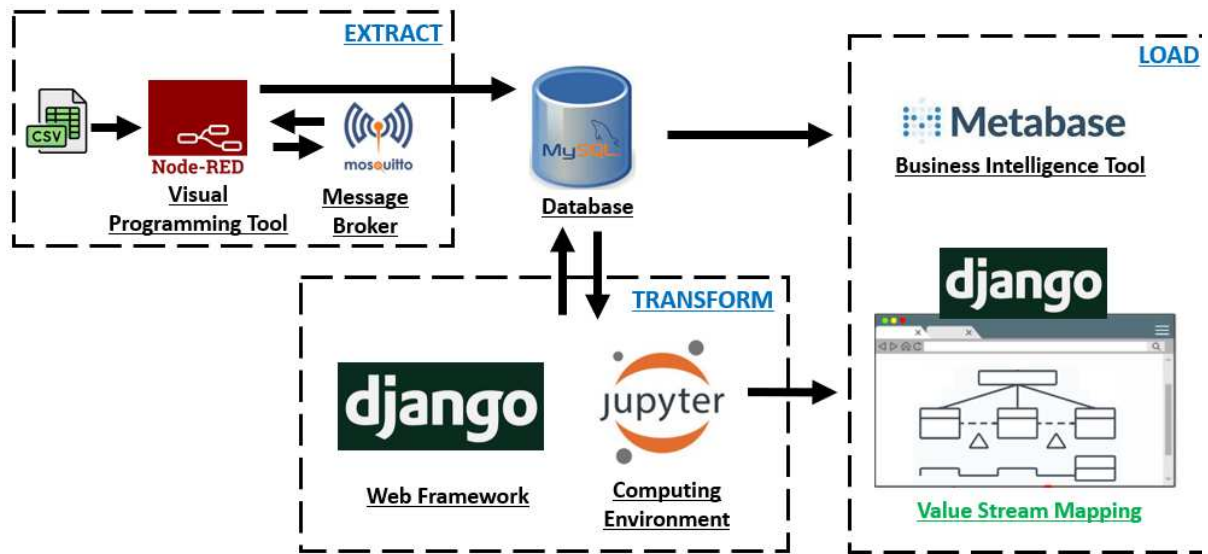 EXTRACT
CSV
Node-RED
Visual
Programming Tool
mosquitto
Message
Broker
MySQL
Database
TRANSFORM
django
Web Framework
jupyter
Computing
Environment
LOAD
Metabase
Business Intelligence Tool
django
Value Stream Mapping